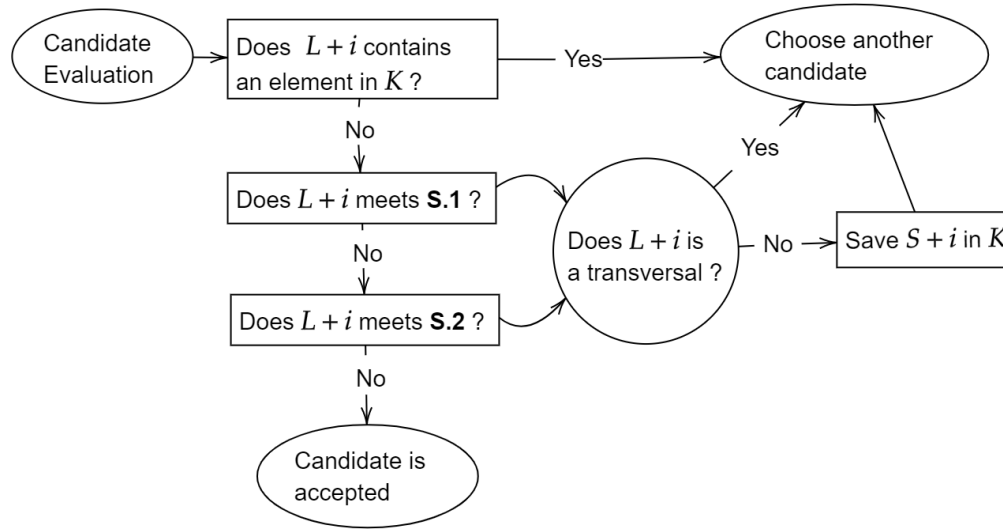 Candidate
Evaluation
Does L + i contains
an element in K ?
Yes
Choose another
candidate
No
Yes
Does L + i meets S.1 ?
Does L + i is
a transversal ?
No
Save S + i in K
No
Does L + i meets S.2 ?
No
Candidate is
accepted